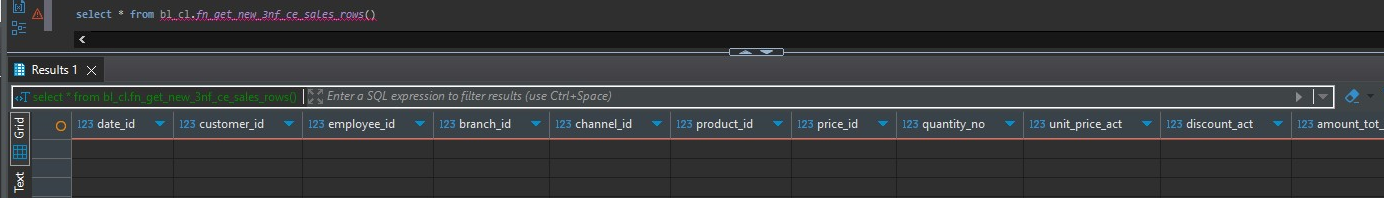 select * from bl_cl.fn_get_new_3nf_ce_sales_rows()
Results 1
select * from bl_cl.fn_get_new_3nf_ce_sales_rows() Enter a SQL expression to filter results (use Ctrl+Space)
Grid
123 date_id 123 customer_id 123 employee_id 123 branch_id 123 channel_id 123 product_id 123 price_id 123 quantity_no 123 unit_price_act 123 discount_act 123 amount_tot_
Text